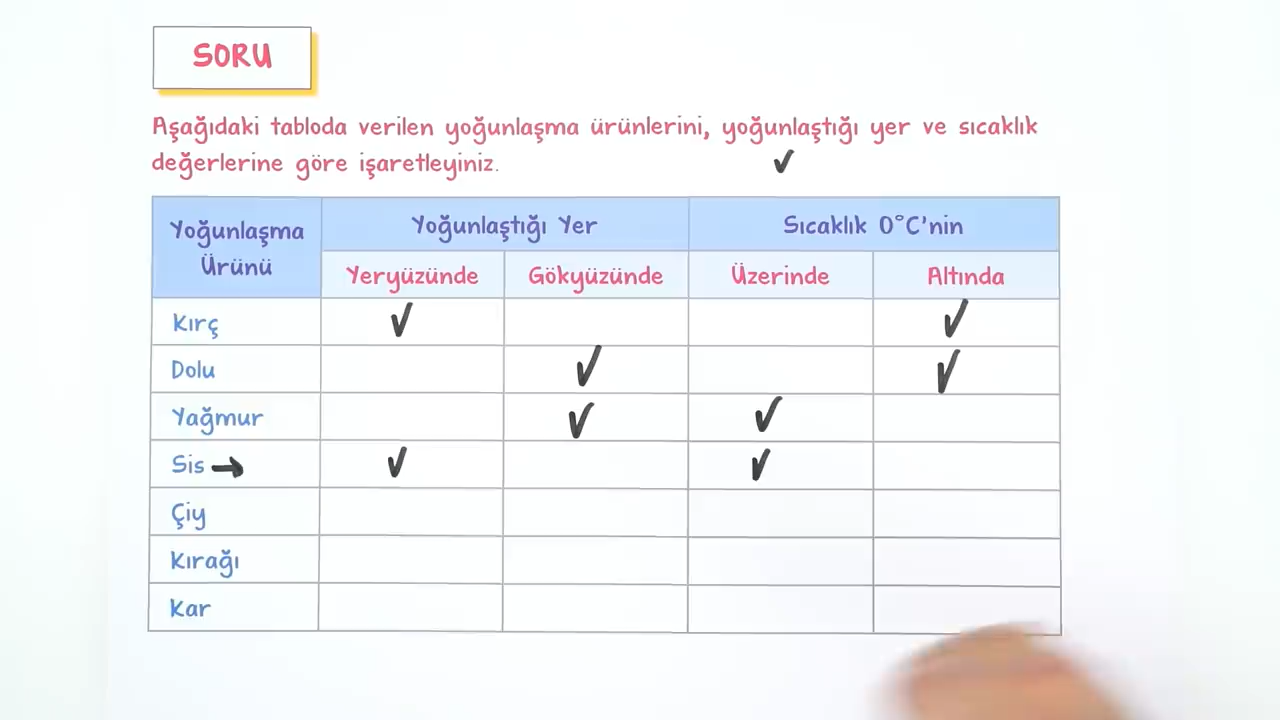 SORU
Aşağıdaki tabloda verilen yoğunlaşma ürünlerini, yoğunlaştığı yer ve sıcaklık
değerlerine göre işaretleyiniz. ✓
Yoğunlaşma Ürünü Yoğunlaştığı Yer Sıcaklık 0°C'nin
Yeryüzünde Gökyüzünde Üzerinde Altında
Kırç ✓ ✓
Dolu ✓ ✓
Yağmur ✓ ✓
Sis → ✓ ✓
Çiy
Kırağı
Kar